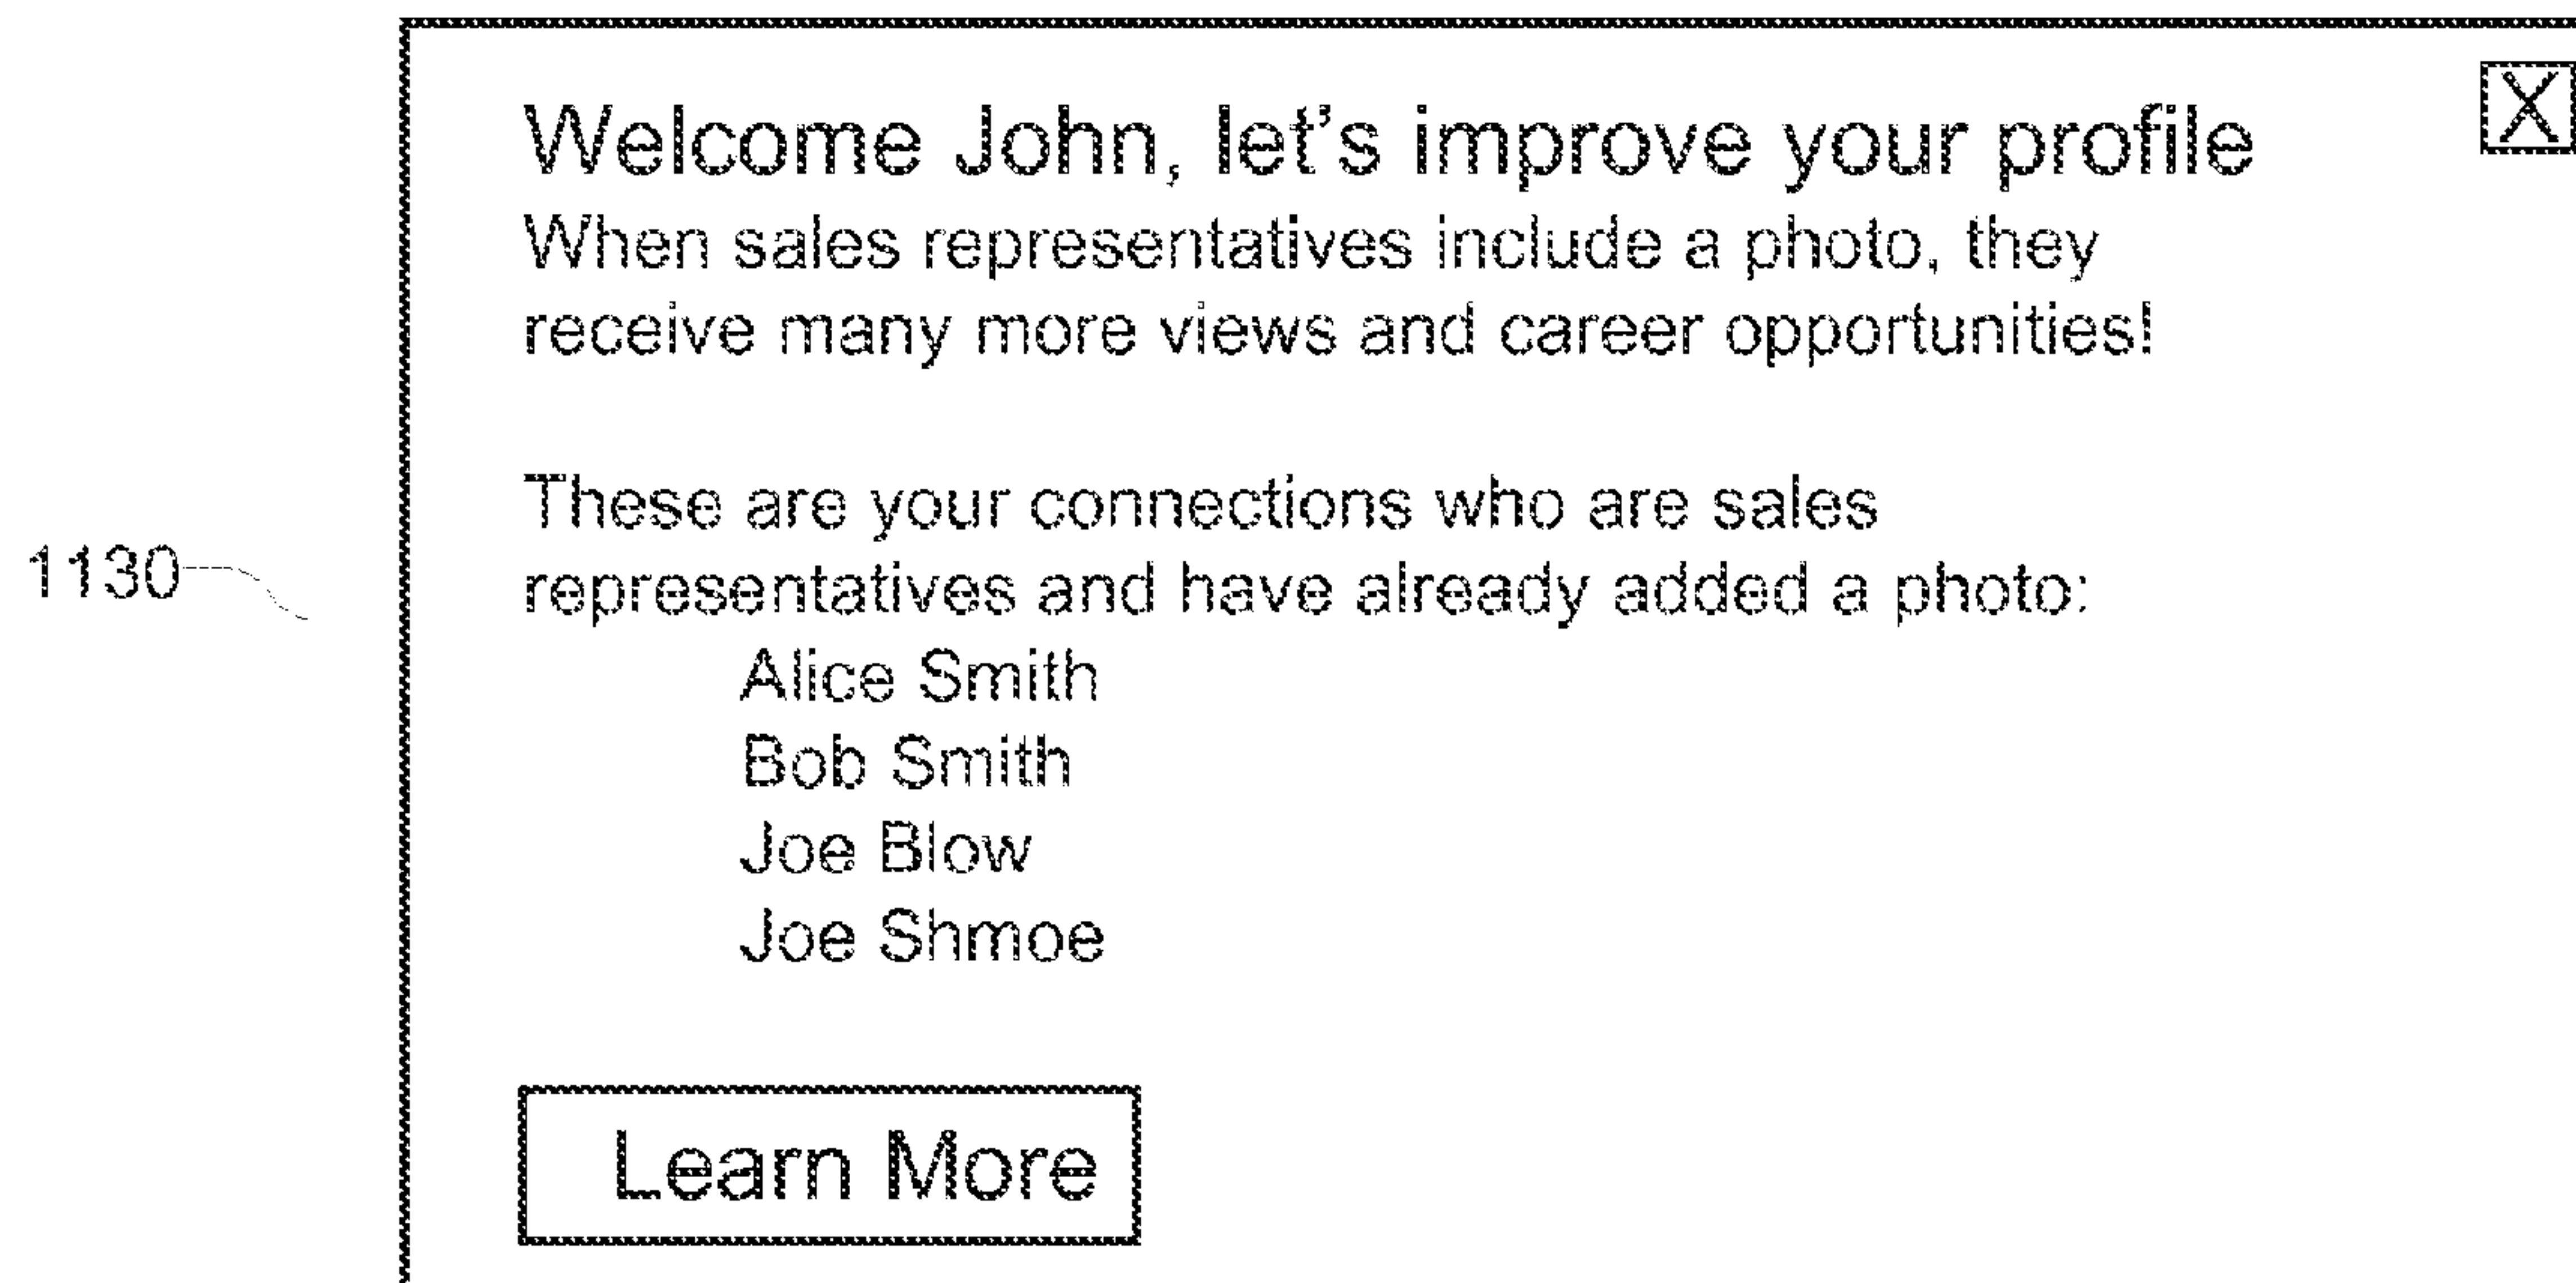 Welcome John, let's improve your profile
X
When sales representatives include a photo, they
receive many more views and career opportunities!
These are your connections who are sales
representatives and have already added a photo:
1130
Alice Smith
Bob Smith
Joe Blow
Joe Shmoe
Learn More